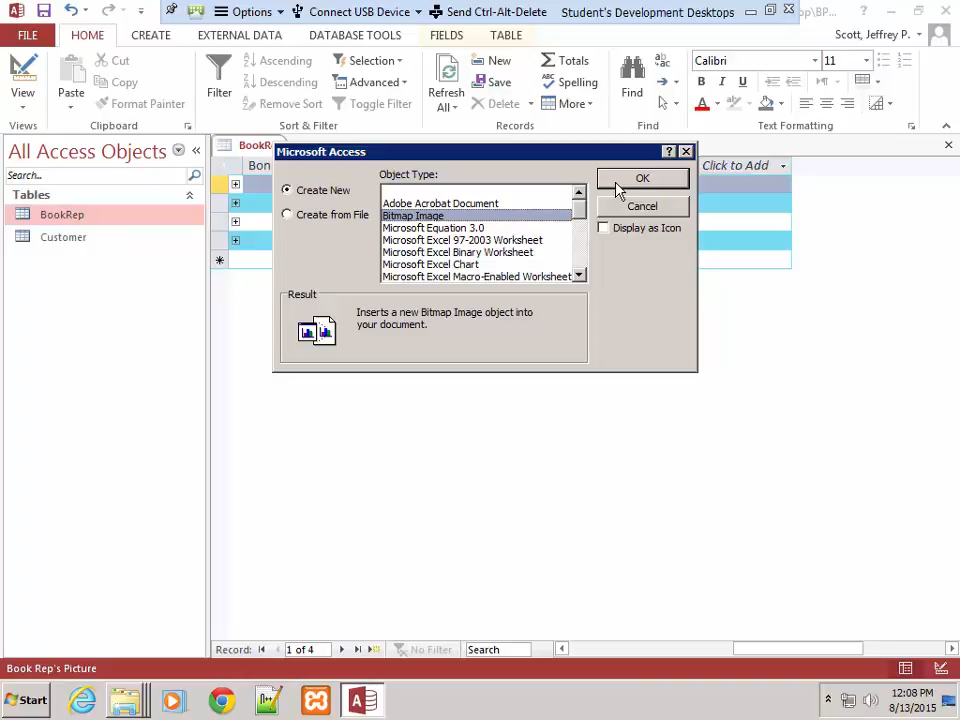 Options
Connect USB Device
Send Ctrl-Alt-Delete
Student's Development Desktops
FILE
HOME
CREATE
EXTERNAL DATA
DATABASE TOOLS
FIELDS
TABLE
Scott, Jeffrey P.
View
Views
Paste
Cut
Copy
Format Painter
Clipboard
Filter
Ascending
Descending
Remove Sort
Selection
Advanced
Toggle Filter
Sort & Filter
Refresh
All
New
Save
Delete
Totals
Spelling
More
Records
Find
Find
Calibri
11
B I U
Text Formatting
All Access Objects
Search...
Tables
BookRep
Customer
BookR
Bon
Click to Add
Microsoft Access
Create New
Create from File
Object Type:
Adobe Acrobat Document
Bitmap Image
Microsoft Equation 3.0
Microsoft Excel 97-2003 Worksheet
Microsoft Excel Binary Worksheet
Microsoft Excel Chart
Microsoft Excel Macro-Enabled Worksheet
OK
Cancel
Display as Icon
Result
Inserts a new Bitmap Image object into
your document.
Record:
1 of 4
No Filter
Search
Book Rep's Picture
Start
12:08 PM
8/13/2015